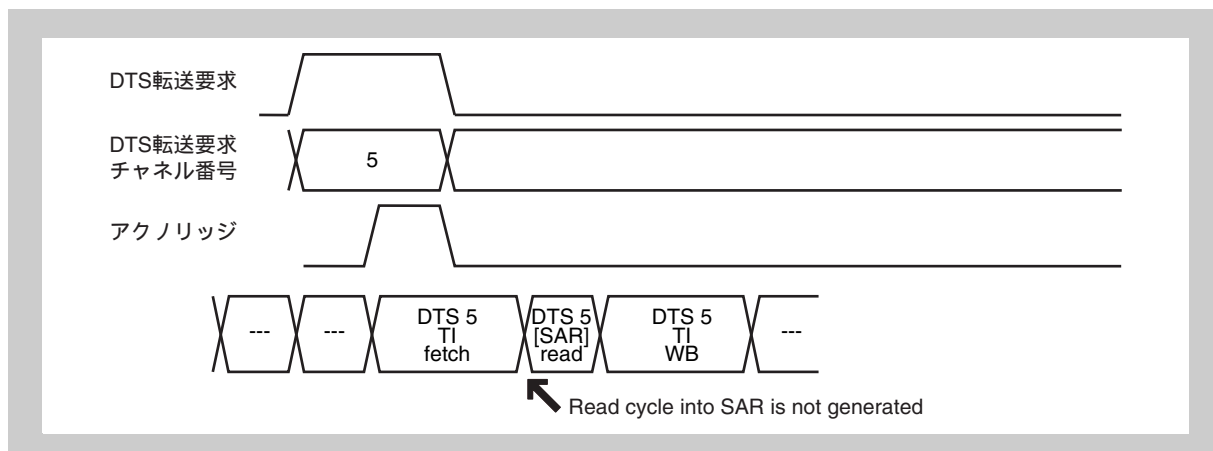 DTS転送要求
DTS転送要求
チャネル番号
5
アクノリッジ
---
---
DTS 5
TI
fetch
DTS 5
[SAR]
read
DTS 5
TI
WB
---
Read cycle into SAR is not generated